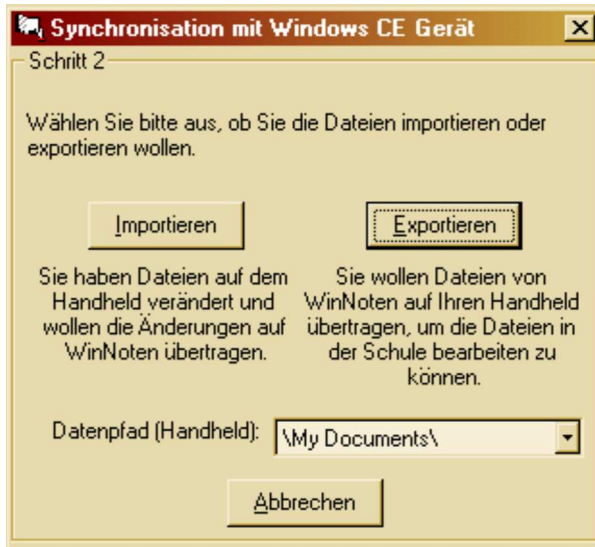 Synchronisation mit Windows CE Gerät
Schritt 2
Wählen Sie bitte aus, ob Sie die Dateien importieren oder
exportieren wollen.
Importieren
Exportieren
Sie haben Dateien auf dem
Handheld verändert und
wollen die Änderungen auf
WinNoten übertragen.
Sie wollen Dateien von
WinNoten auf Ihren Handheld
übertragen, um die Dateien in
der Schule bearbeiten zu
können.
Datenpfad (Handheld): \My Documents\
Abbrechen